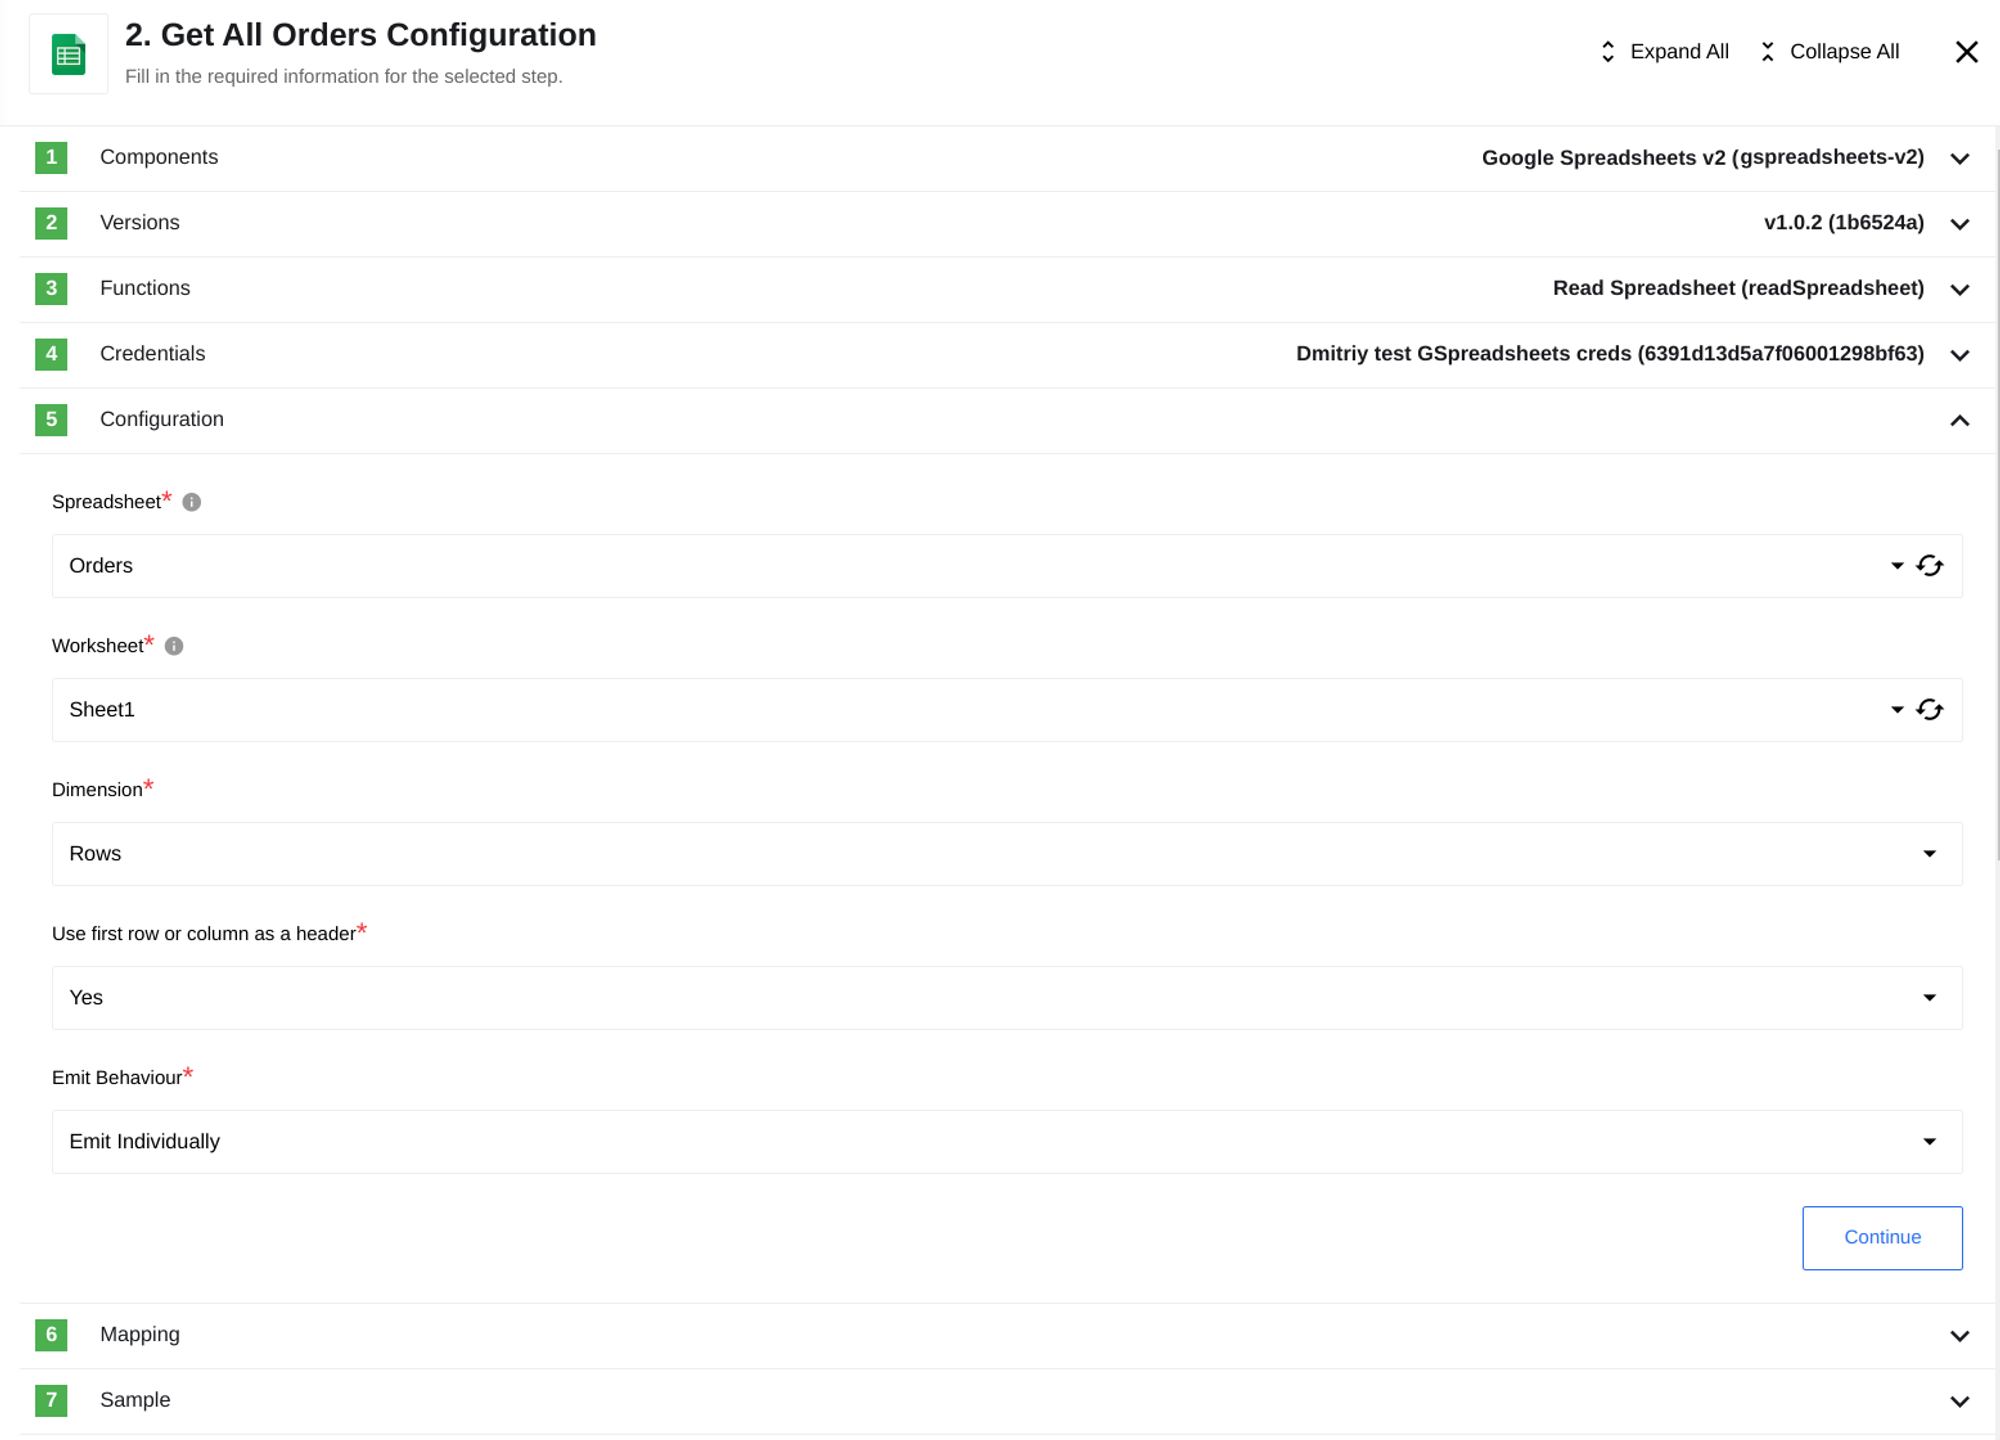 2. Get All Orders Configuration
Fill in the required information for the selected step.
Expand All
Collapse All
1 Components Google Spreadsheets v2 (gspreadsheets-v2)
2 Versions v1.0.2 (1b6524a)
3 Functions Read Spreadsheet (readSpreadsheet)
4 Credentials Dmitriy test GSpreadsheets creds (6391d13d5a7f06001298bf63)
5 Configuration
Spreadsheet*
Orders
Worksheet*
Sheet1
Dimension*
Rows
Use first row or column as a header*
Yes
Emit Behaviour*
Emit Individually
Continue
6 Mapping
7 Sample